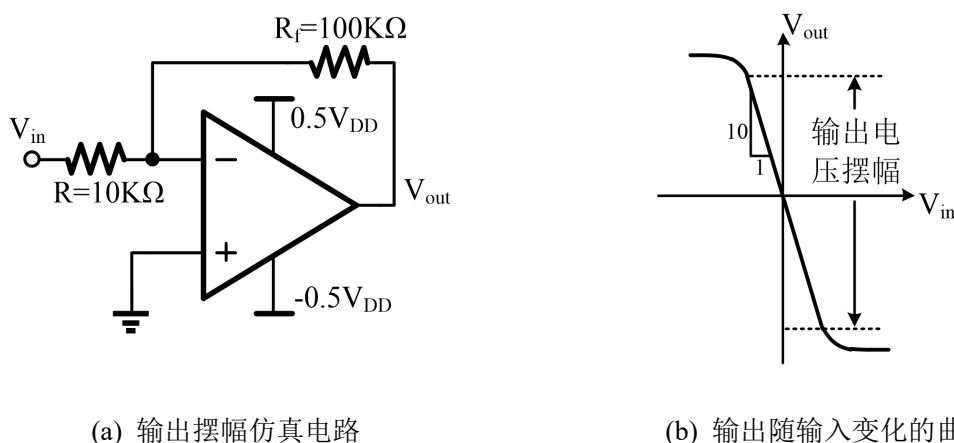 R_f=100KΩ
V_in
R=10KΩ
0.5V_DD
−
+
V_out
-0.5V_DD
V_out
10
1
输出电
压摆幅
V_in
(a) 输出摆幅仿真电路
(b) 输出随输入变化的曲